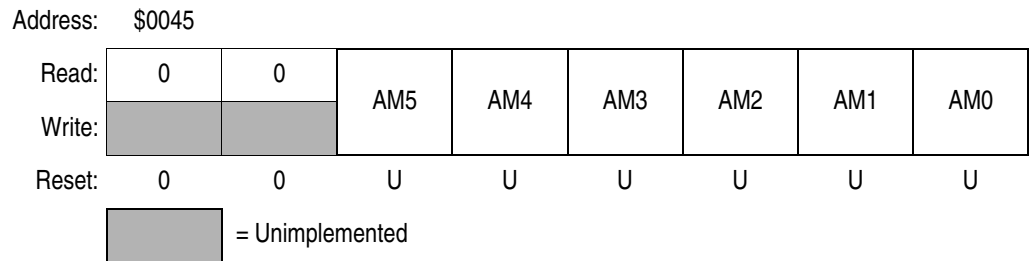 Address: $0045
Read: 0 0 AM5 AM4 AM3 AM2 AM1 AM0
Write:
Reset: 0 0 U U U U U U
= Unimplemented